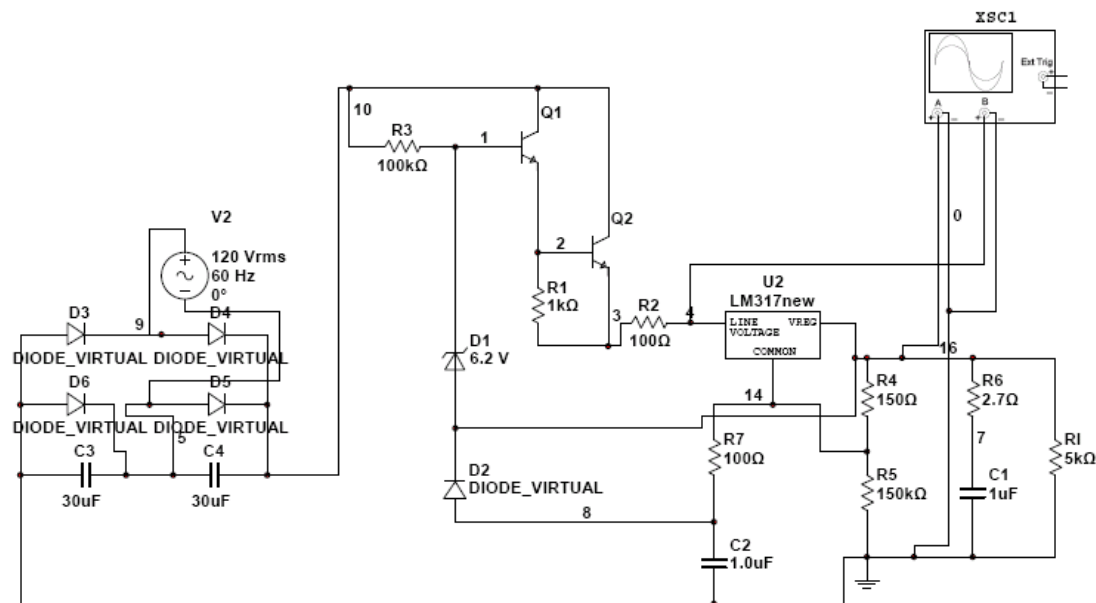 XSC1
Ext Trig
+
−
A
B
+ −
+ −
10
Q1
R3
1
100kΩ
0
V2
Q2
120 Vrms
60 Hz
0°
2
U2
LM317new
R1
1kΩ
3
R2
100Ω
4
LINE
VOLTAGE
VREG
COMMON
D3
9
D4
DIODE_VIRTUAL
DIODE_VIRTUAL
D1
6.2 V
16
D6
D5
DIODE_VIRTUAL
DIODE_VIRTUAL
5
14
R4
150Ω
R6
2.7Ω
7
C3
30uF
C4
30uF
R7
100Ω
R5
150kΩ
Rl
5kΩ
D2
DIODE_VIRTUAL
C1
1uF
8
C2
1.0uF